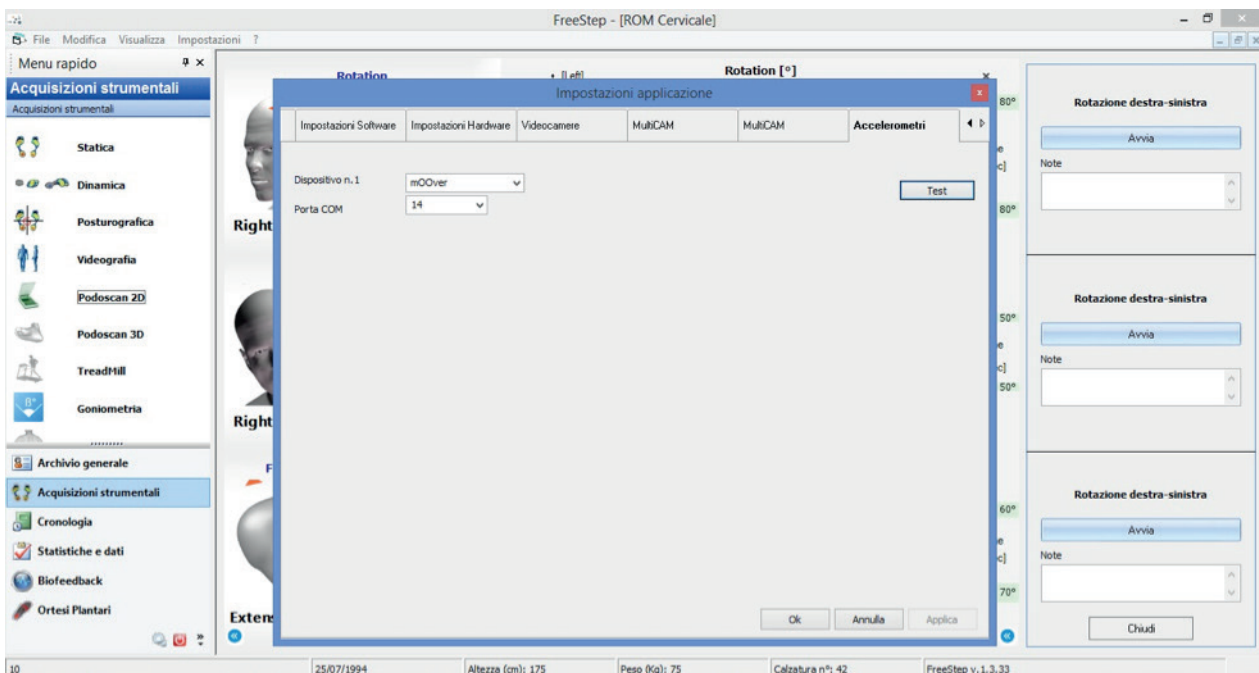 FreeStep - [ROM Cervicale]
File Modifica Visualizza Impostazioni ?
Menu rapido
Acquisizioni strumentali
Acquisizioni strumentali
Statica
Dinamica
Posturografica
Videografia
Podoscan 2D
Podoscan 3D
TreadMill
Goniometria
Archivio generale
Acquisizioni strumentali
Cronologia
Statistiche e dati
Biofeedback
Ortesi Plantari
Rotation
• [Left]
Rotation [°]
80°
c]
80°
Right
50°
c]
50°
Right
F
60°
c]
70°
Exten
Impostazioni applicazione
Impostazioni Software Impostazioni Hardware Videocamere MultiCAM MultiCAM Accelerometri
Dispositivo n.1 mOOver
Test
Porta COM 14
Ok Annulla Applica
Rotazione destra-sinistra
Avvia
Note
Rotazione destra-sinistra
Avvia
Note
Rotazione destra-sinistra
Avvia
Note
Chiudi
10 25/07/1994 Altezza (cm): 175 Peso (Kg): 75 Calzatura n°: 42 FreeStep v.1.3.33